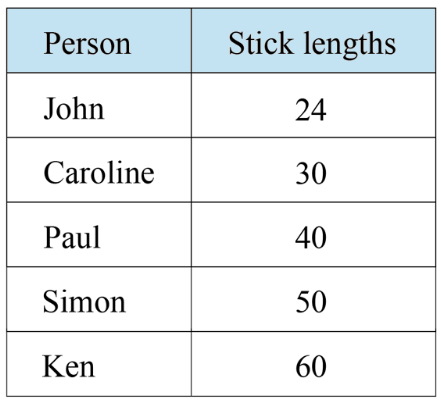 Person Stick lengths
John 24
Caroline 30
Paul 40
Simon 50
Ken 60